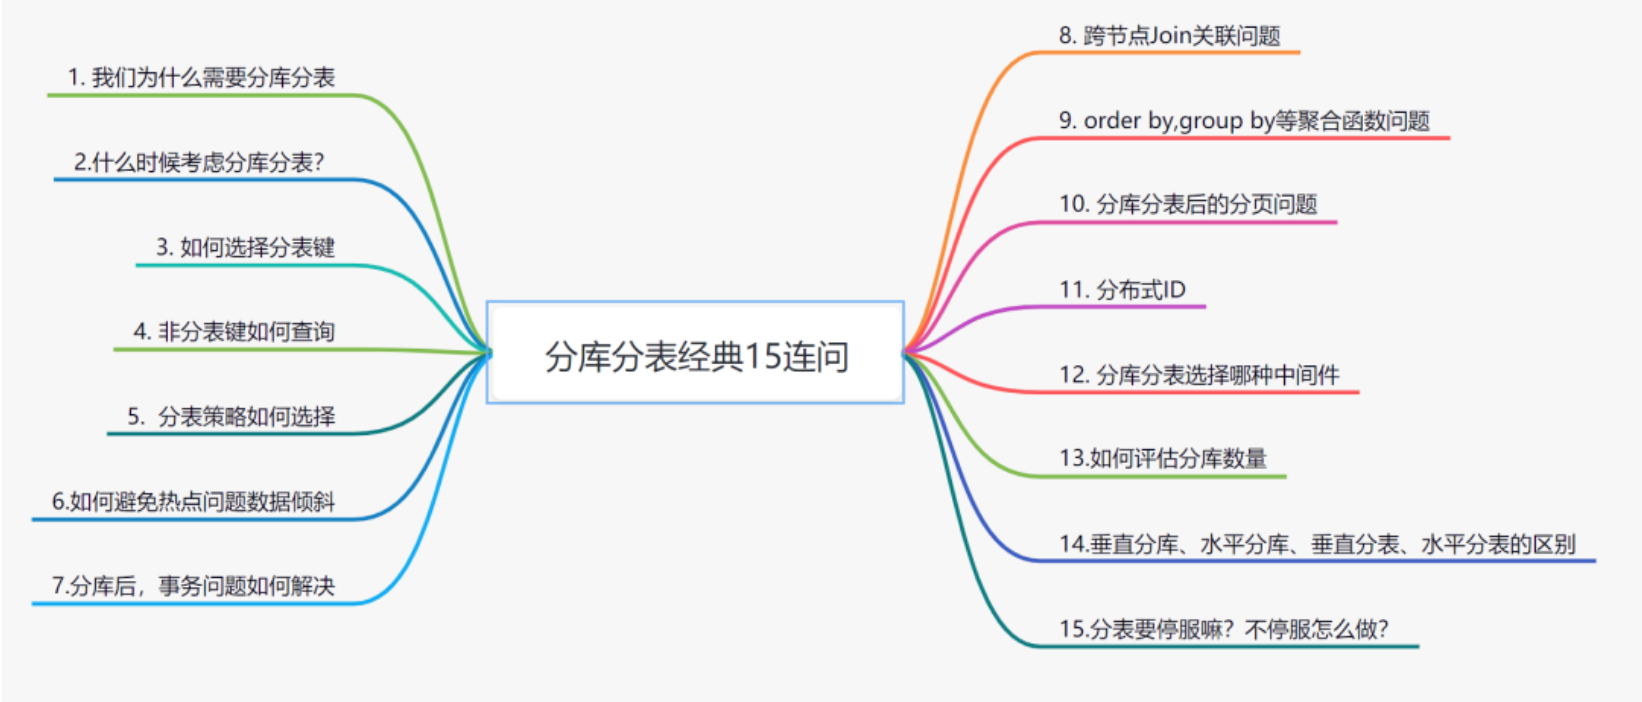 分库分表经典15连问
1. 我们为什么需要分库分表
2.什么时候考虑分库分表？
3. 如何选择分表键
4. 非分表键如何查询
5. 分表策略如何选择
6.如何避免热点问题数据倾斜
7.分库后，事务问题如何解决
8. 跨节点Join关联问题
9. order by,group by等聚合函数问题
10. 分库分表后的分页问题
11. 分布式ID
12. 分库分表选择哪种中间件
13.如何评估分库数量
14.垂直分库、水平分库、垂直分表、水平分表的区别
15.分表要停服嘛？不停服怎么做？